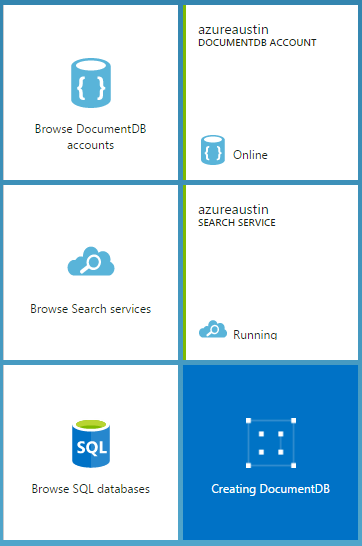 { }
Browse DocumentDB
accounts
azureaustin
DOCUMENTDB ACCOUNT
{ }
Online
Browse Search services
azureaustin
SEARCH SERVICE
Running
SQL
Browse SQL databases
Creating DocumentDB